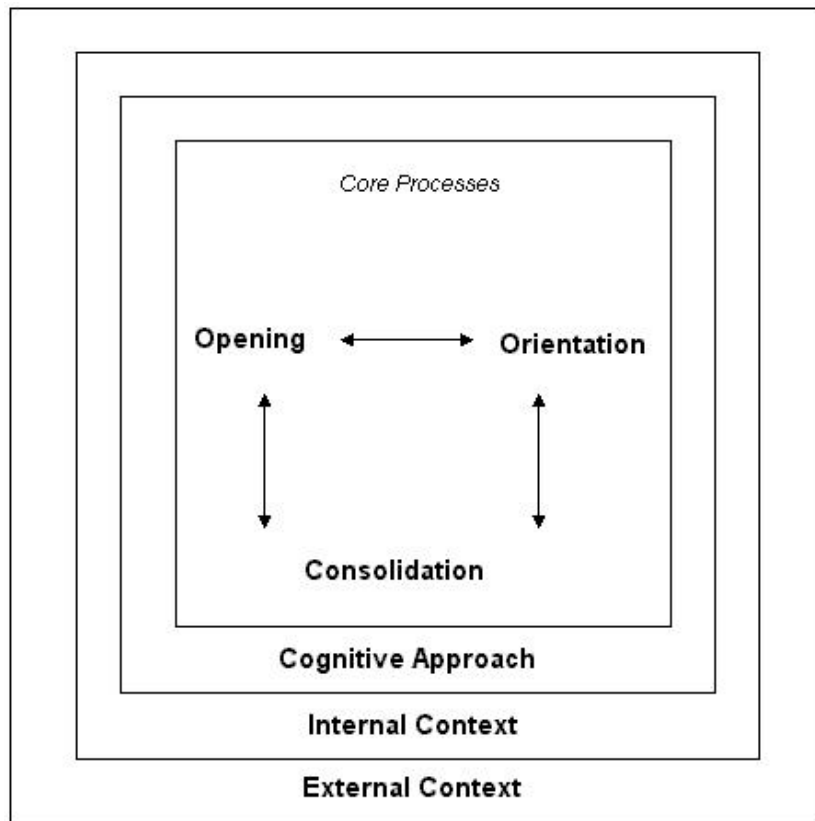 Core Processes
Opening
Orientation
Consolidation
Cognitive Approach
Internal Context
External Context